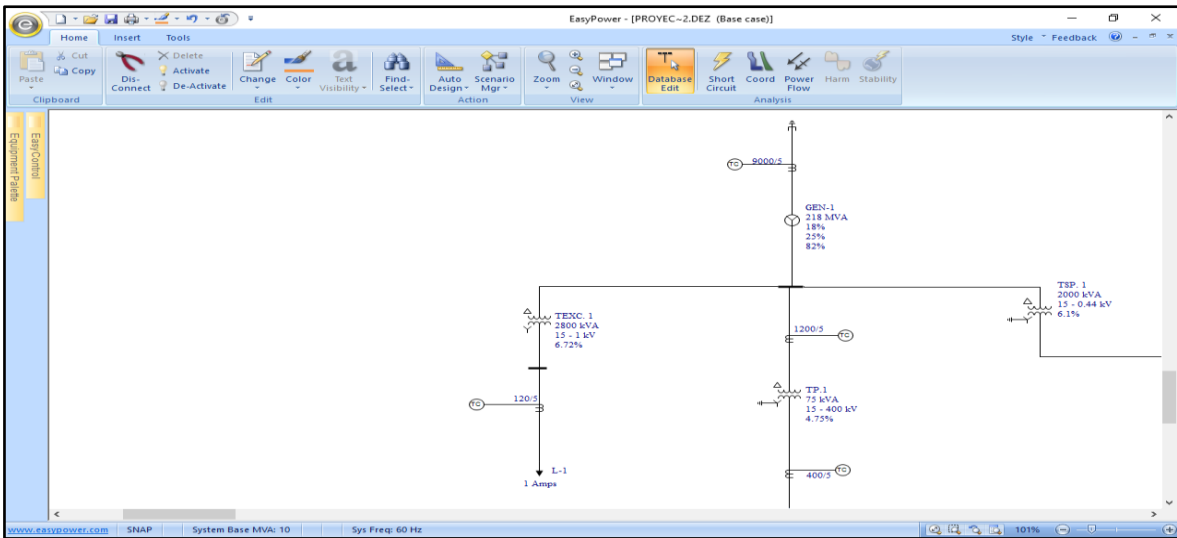 EasyPower - [PROYEC~2.DEZ (Base case)]
Home Insert Tools
Style Feedback
Paste
Cut
Copy
Clipboard
Dis-
Connect
Delete
Activate
De-Activate
Change
Color
Text
Visibility
Find-
Select
Edit
Auto
Design
Scenario
Mgr
Action
Zoom
Window
View
Database
Edit
Short
Circuit
Coord
Power
Flow
Harm
Stability
Analysis
EasyControl
Equipment Palette
TC 9000/5
GEN-1
218 MVA
18%
25%
82%
TSP. 1
2000 kVA
15 - 0.44 kV
6.1%
TEXC. 1
2800 kVA
15 - 1 kV
6.72%
1200/5 TC
TP.1
75 kVA
15 - 400 kV
4.75%
TC 120/5
L-1
1 Amps
400/5 TC
www.easypower.com SNAP System Base MVA: 10 Sys Freq: 60 Hz 101%